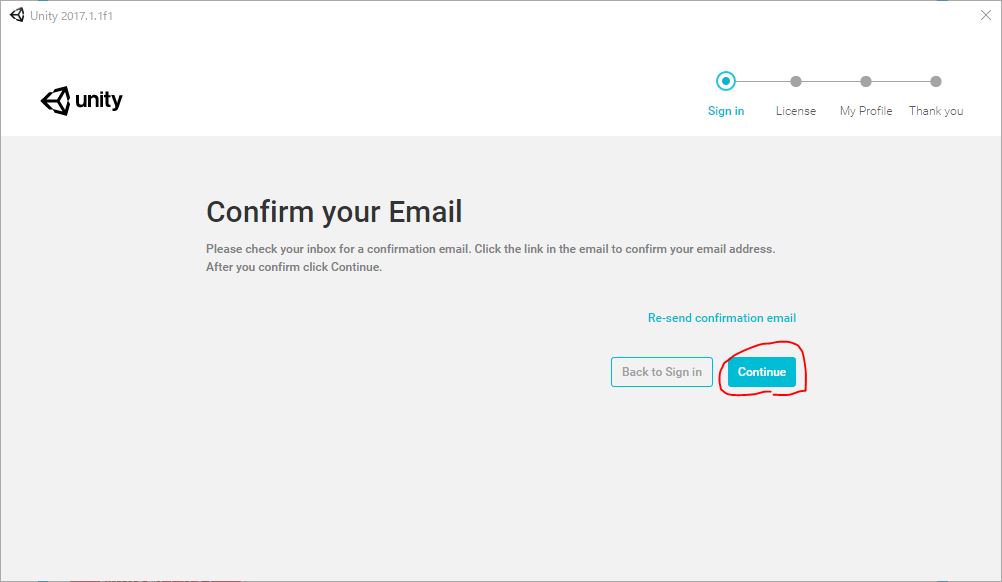 Unity 2017.1.1f1
unity
Sign in
License
My Profile
Thank you
Confirm your Email
Please check your inbox for a confirmation email. Click the link in the email to confirm your email address.
After you confirm click Continue.
Re-send confirmation email
Back to Sign in
Continue